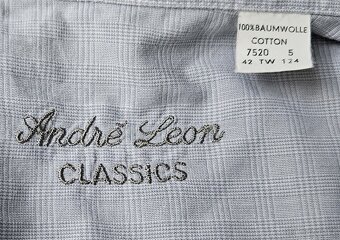 100% BAUMWOLLE
COTTON
7520 5
42 TW 124
André Leon
CLASSICS